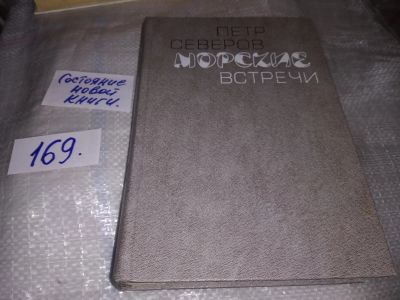 ПЕТР
СЕВЕРОВ
МОРСКИЕ
ВСТРЕЧИ
Состояние
новой
книги.
169.